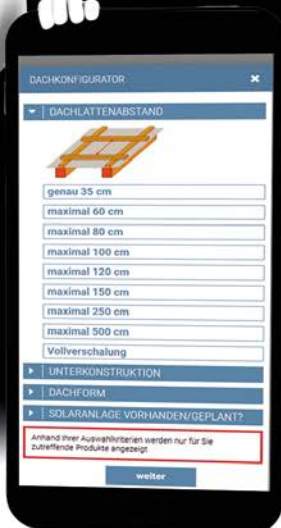 DACHKONFIGURATOR ×
DACHLATTENABSTAND
genau 35 cm
maximal 60 cm
maximal 80 cm
maximal 100 cm
maximal 120 cm
maximal 150 cm
maximal 250 cm
maximal 500 cm
Vollverschalung
UNTERKONSTRUKTION
DACHFORM
SOLARANLAGE VORHANDEN/GEPLANT?
Anhand Ihrer Auswahlkriterien werden nur für Sie
zutreffende Produkte angezeigt
weiter